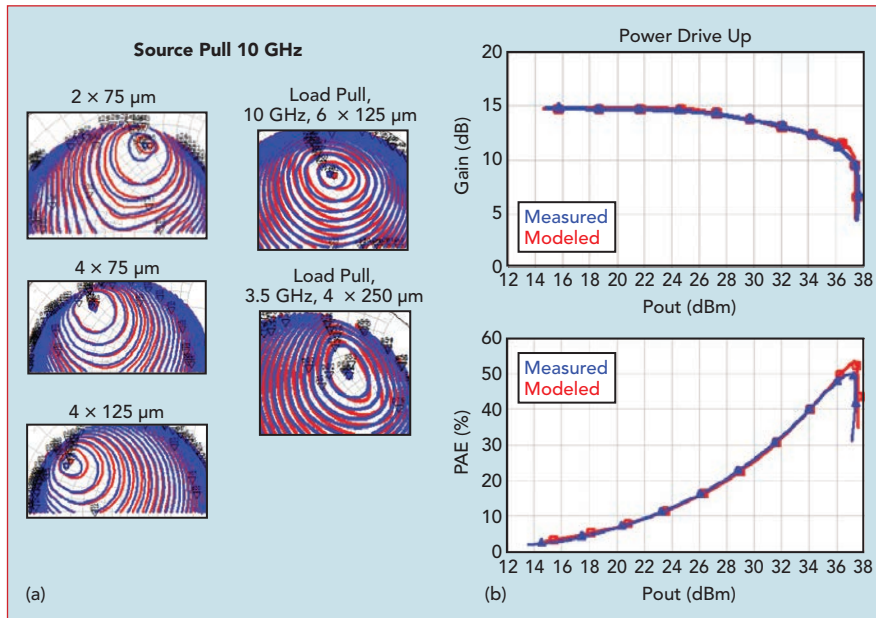 Source Pull 10 GHz
2 × 75 µm
4 × 75 µm
4 × 125 µm
Load Pull,
10 GHz, 6 × 125 µm
Load Pull,
3.5 GHz, 4 × 250 µm
(a)
Power Drive Up
Gain (dB)
20
15
10
5
0
Measured
Modeled
12 14 16 18 20 22 24 26 28 30 32 34 36 38
Pout (dBm)
PAE (%)
60
50
40
30
20
10
0
Measured
Modeled
12 14 16 18 20 22 24 26 28 30 32 34 36 38
Pout (dBm)
(b)